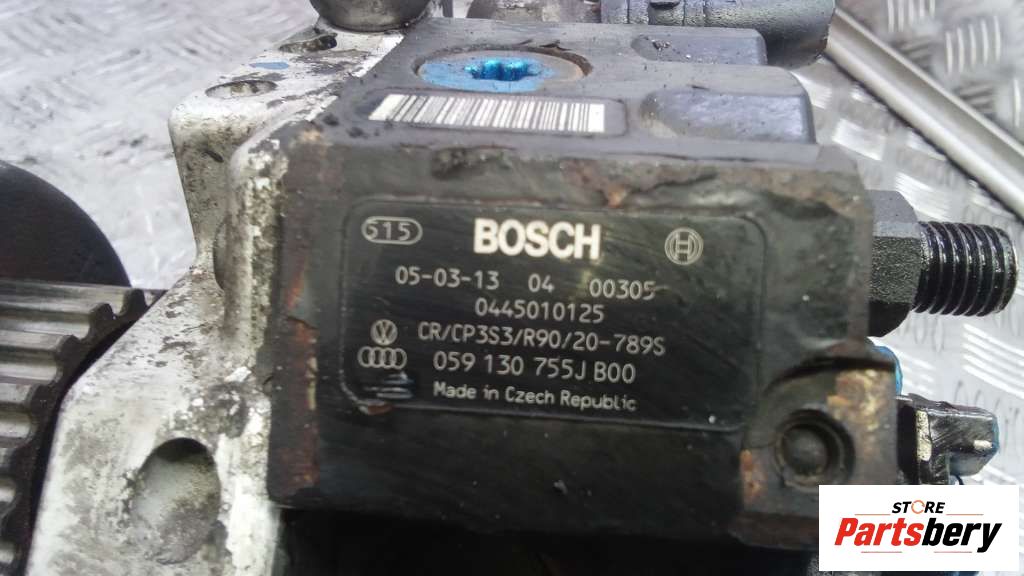 515 BOSCH
05-03-13 04 00305
0445010125
CR/CP3S3/R90/20-789S
059 130 755J B00
Made in Czech Republic
STORE
Partsbery